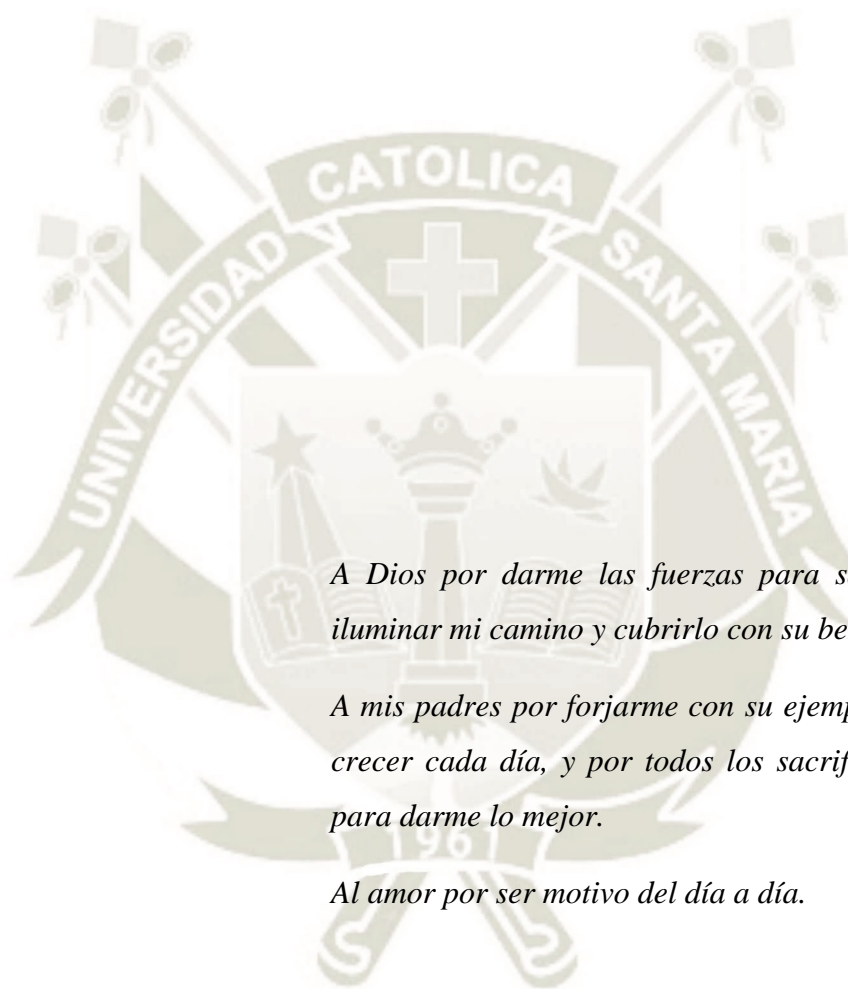 CATOLICA
UNIVERSIDAD
SANTA MARIA
A Dios por darme las fuerzas para
iluminar mi camino y cubrirlo con su
A mis padres por forjarme con su
crecer cada día, y por todos los
para darme lo mejor.
96
Al amor por ser motivo del día a día.